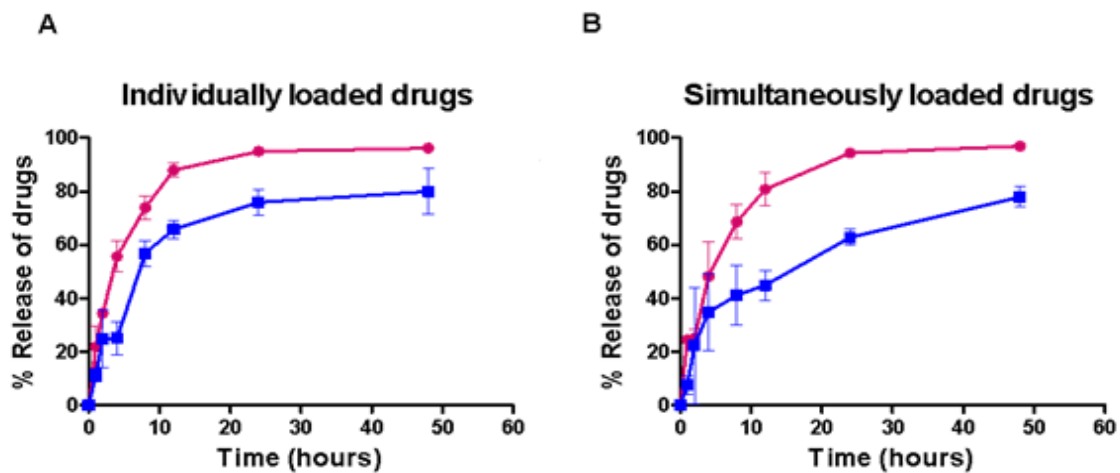 A
Individually loaded drugs
% Release of drugs
100
80
60
40
20
0
0 10 20 30 40 50 60
Time (hours)
B
Simultaneously loaded drugs
% Release of drugs
100
80
60
40
20
0
0 10 20 30 40 50 60
Time (hours)